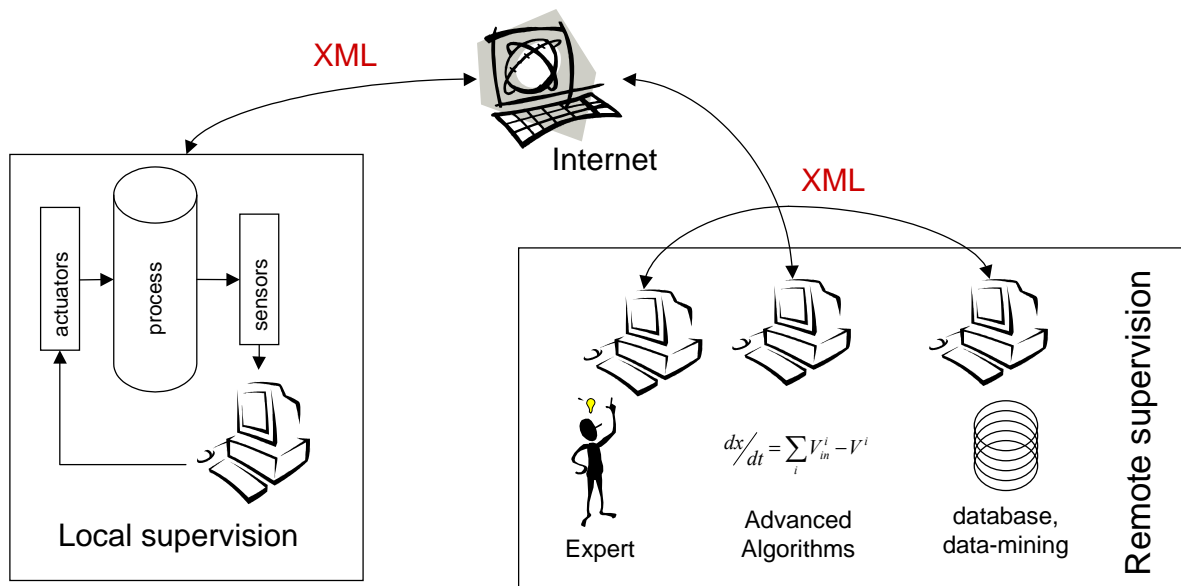 XML
Internet
XML
actuators
process
sensors
Local supervision
Expert
dx/dt = ∑_i V_in^i − V^i
Advanced
Algorithms
database,
data-mining
Remote supervision